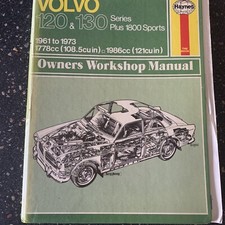 VOLVO
120 & 130 Series
Plus 1800 Sports
Haynes
1961 to 1973
1778cc (108.5cu in) □ 1986cc (121cu in)
Owners Workshop Manual